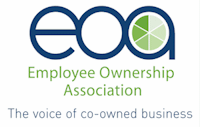 eoa
Employee Ownership
Association
The voice of co-owned business